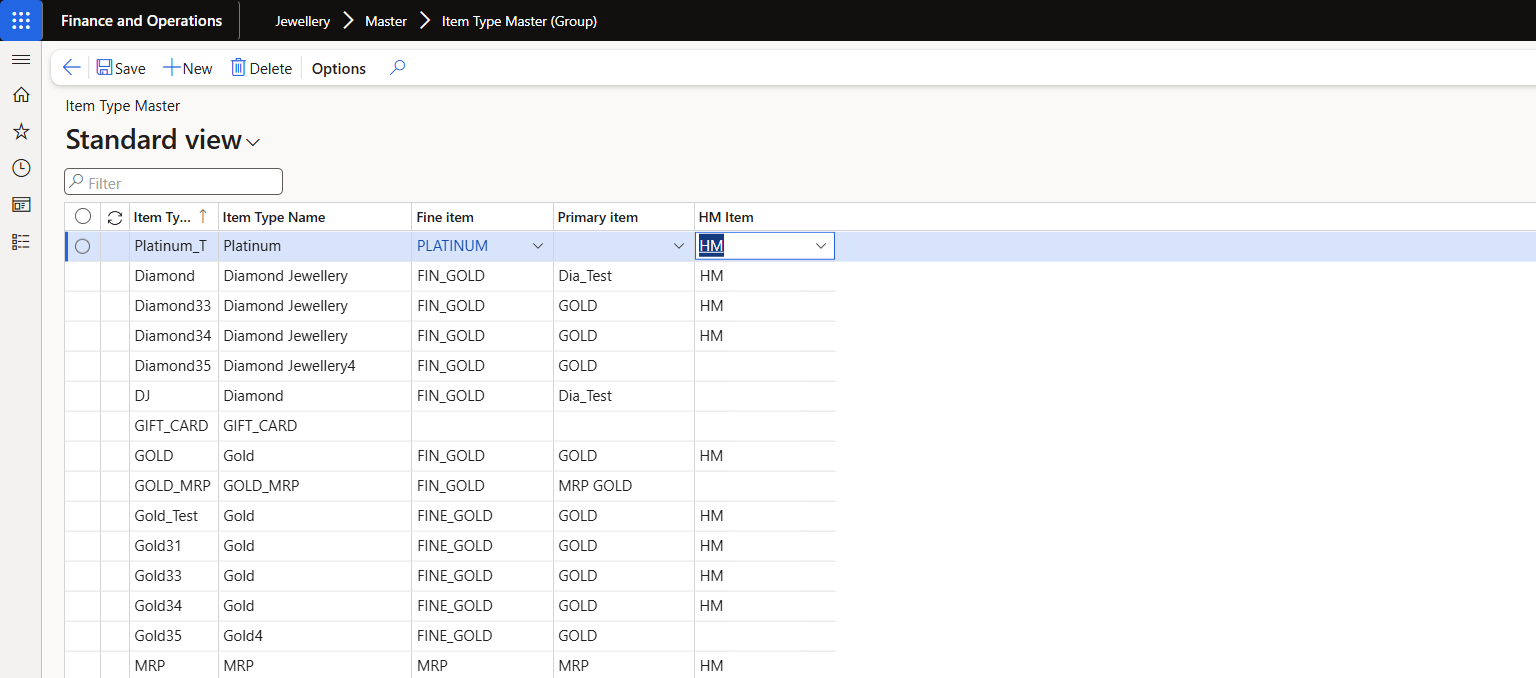 Finance and Operations Jewellery Master Item Type Master (Group)
Save New Delete Options
Item Type Master
Standard view
Filter
Item Ty... Item Type Name Fine item Primary item HM Item
Platinum_T Platinum PLATINUM HM
Diamond Diamond Jewellery FIN_GOLD Dia_Test HM
Diamond33 Diamond Jewellery FIN_GOLD GOLD HM
Diamond34 Diamond Jewellery FIN_GOLD GOLD HM
Diamond35 Diamond Jewellery4 FIN_GOLD GOLD
DJ Diamond FIN_GOLD Dia_Test
GIFT_CARD GIFT_CARD
GOLD Gold FIN_GOLD GOLD HM
GOLD_MRP GOLD_MRP FIN_GOLD MRP GOLD
Gold_Test Gold FINE_GOLD GOLD HM
Gold31 Gold FINE_GOLD GOLD HM
Gold33 Gold FINE_GOLD GOLD HM
Gold34 Gold FINE_GOLD GOLD HM
Gold35 Gold4 FINE_GOLD GOLD
MRP MRP MRP MRP HM